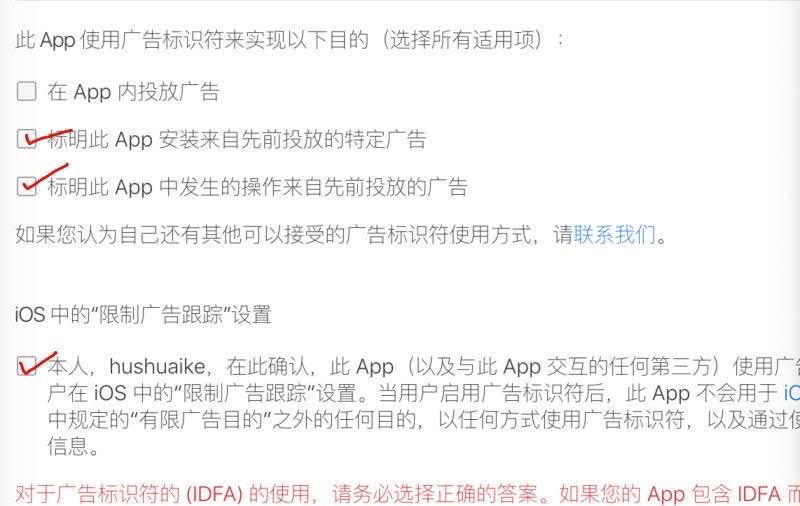 此 App 使用广告标识符来实现以下目的（选择所有适用项）：
在 App 内投放广告
标明此 App 安装来自先前投放的特定广告
标明此 App 中发生的操作来自先前投放的广告
如果您认为自己还有其他可以接受的广告标识符使用方式，请联系我们。
iOS 中的“限制广告跟踪”设置
本人，hushuaike，在此确认，此 App（以及与此 App 交互的任何第三方）使用广告
户在 iOS 中的“限制广告跟踪”设置。当用户启用广告标识符后，此 App 不会用于 iO
中规定的“有限广告目的”之外的任何目的，以任何方式使用广告标识符，以及通过使
信息。
对于广告标识符的 (IDFA) 的使用，请务必选择正确的答案。如果您的 App 包含 IDFA 而